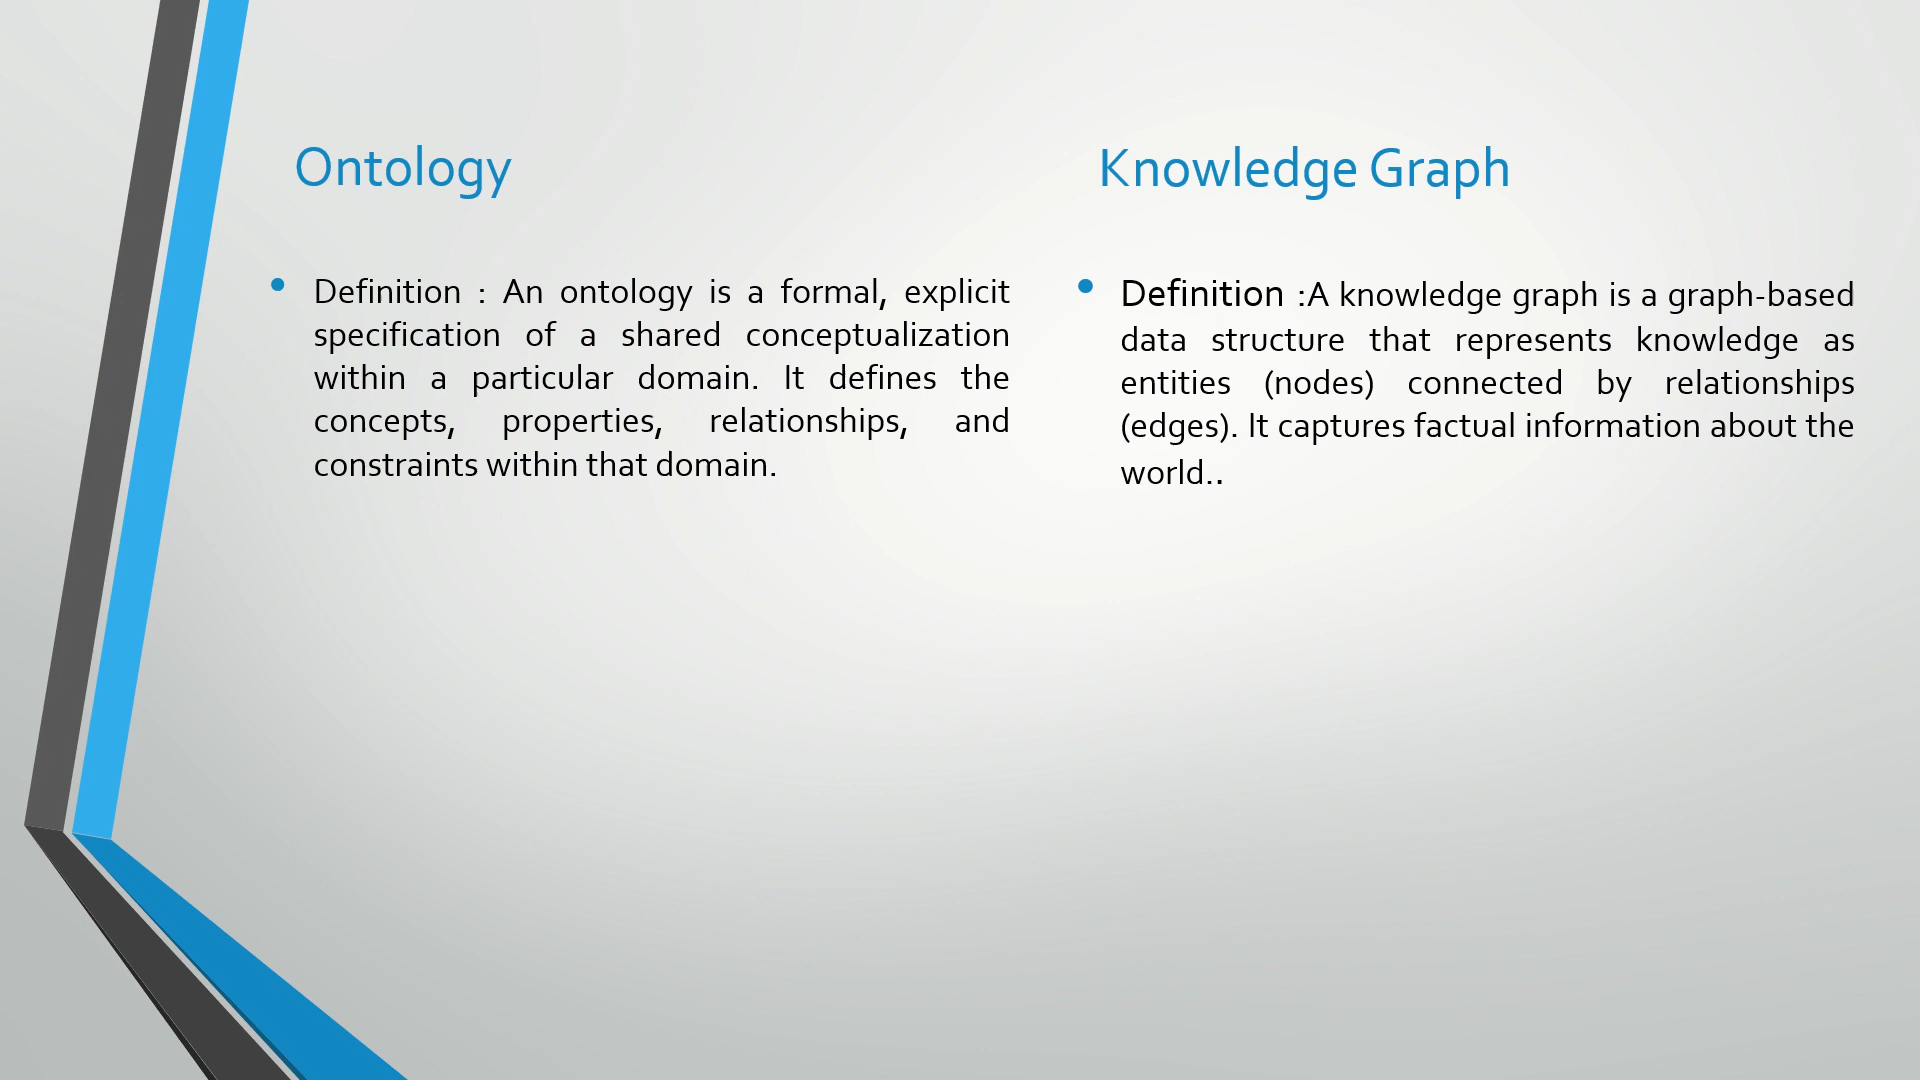 Ontology
• Definition : An ontology is a formal, explicit
specification of a shared conceptualization
within a particular domain. It defines the
concepts, properties, relationships, and
constraints within that domain.
Knowledge Graph
• Definition :A knowledge graph is a graph-based
data structure that represents knowledge as
entities (nodes) connected by relationships
(edges). It captures factual information about the
world..